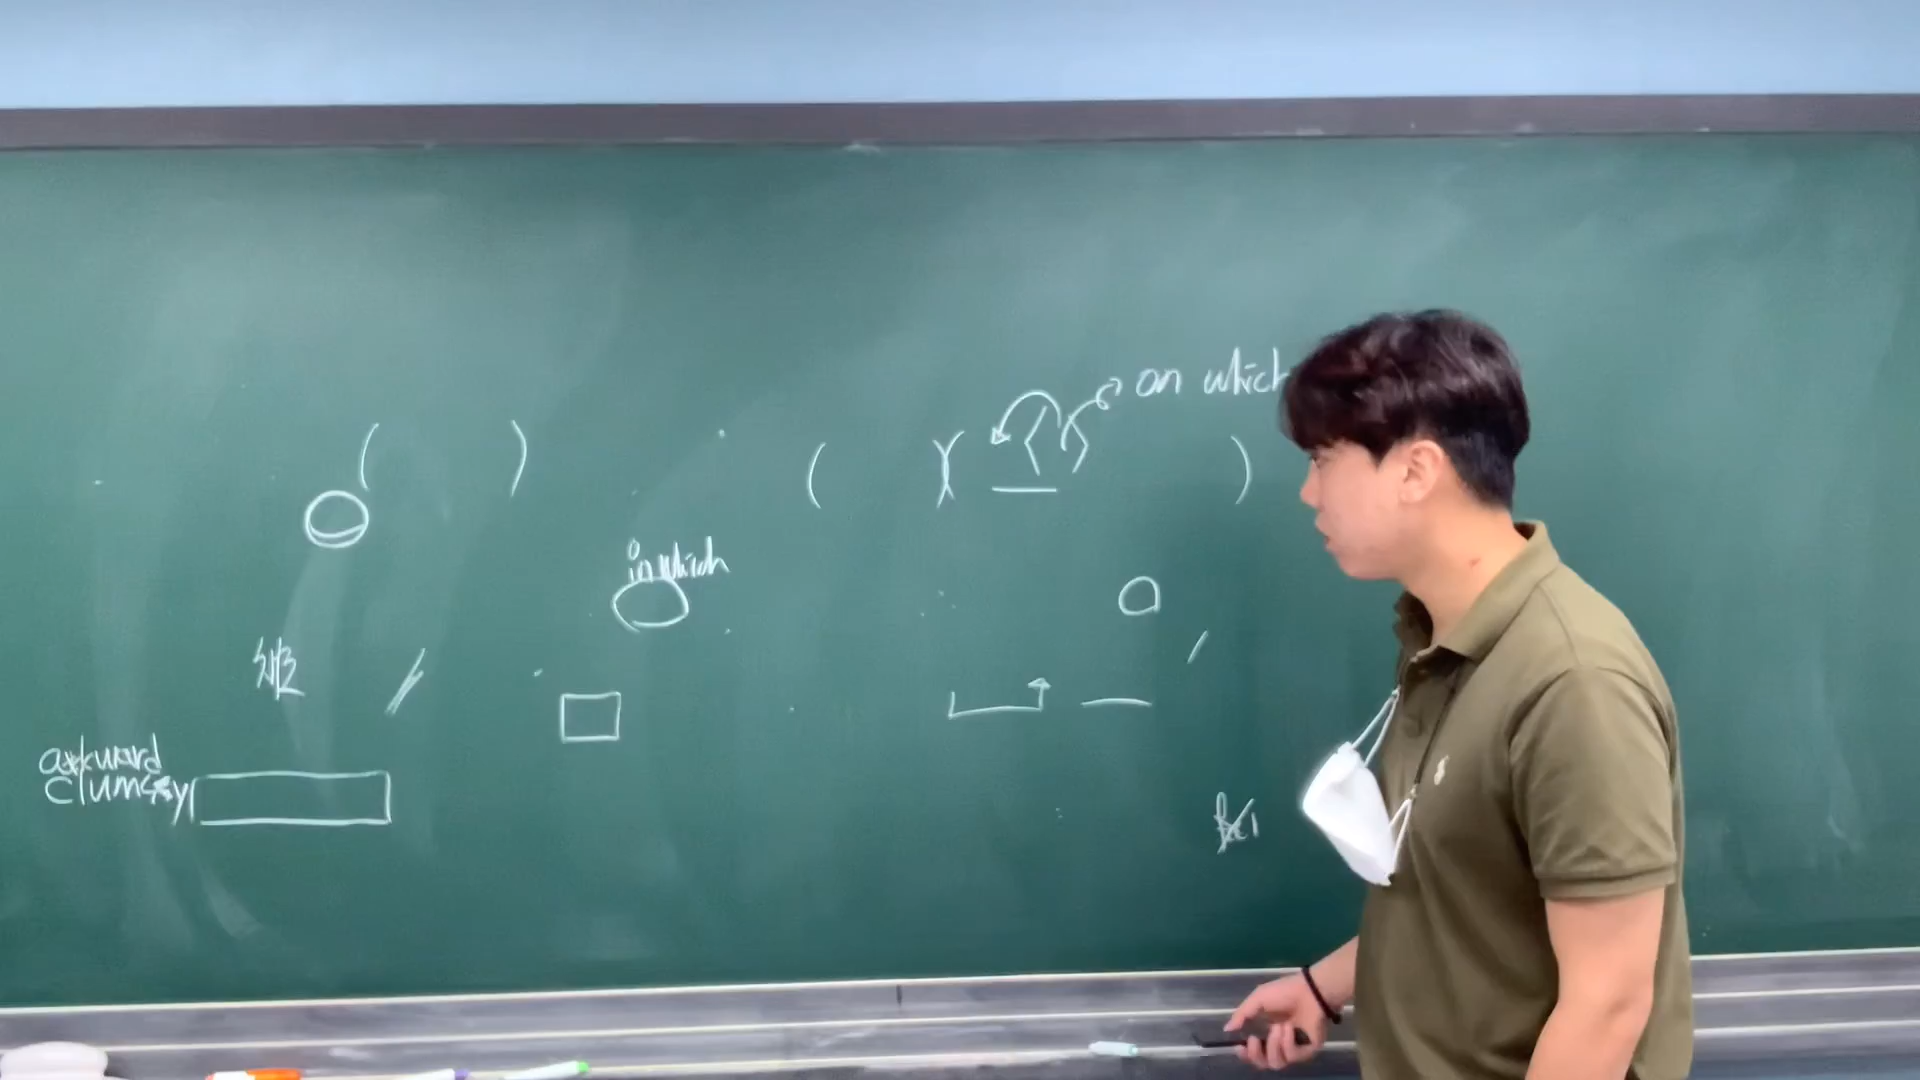 on which
in which
awkward
clumsy